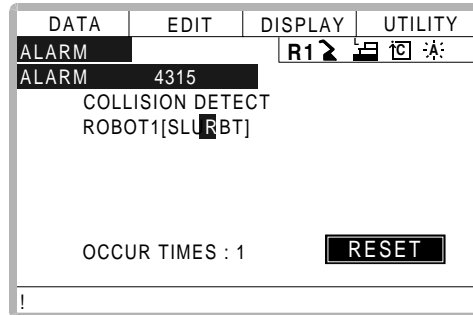 DATA EDIT DISPLAY UTILITY
ALARM R1 C A
ALARM 4315
COLLISION DETECT
ROBOT1[SLURBT]
OCCUR TIMES : 1 RESET
!